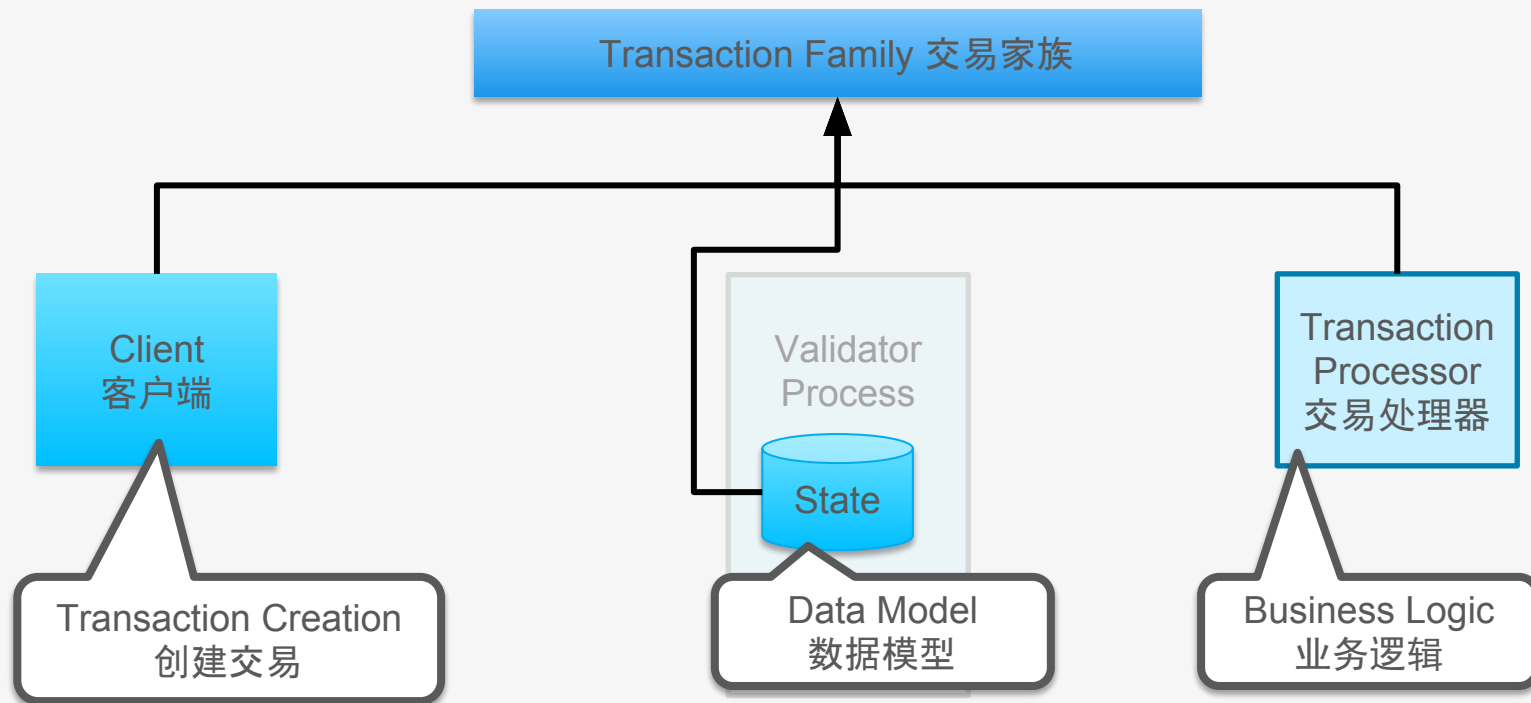 Transaction Family 交易家族
Client
客户端
Validator
Process
State
Transaction
Processor
交易处理器
Transaction Creation
创建交易
Data Model
数据模型
Business Logic
业务逻辑